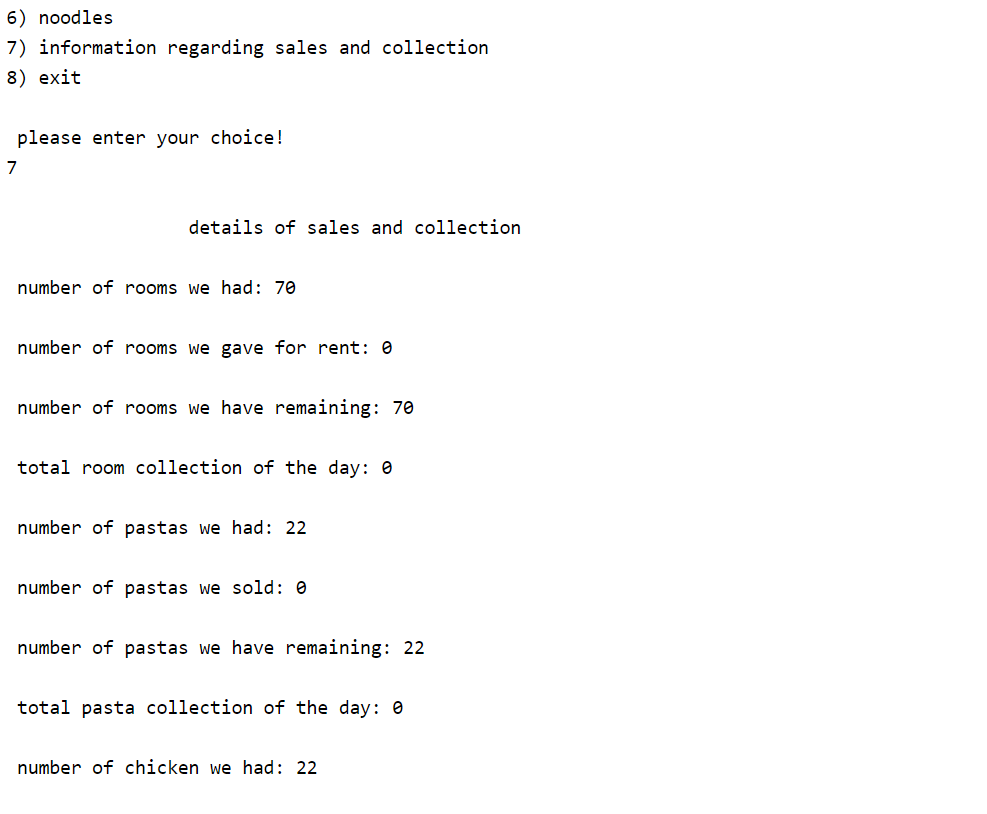 6) noodles
7) information regarding sales and collection
8) exit
please enter your choice!
7
details of sales and collection
number of rooms we had: 70
number of rooms we gave for rent: 0
number of rooms we have remaining: 70
total room collection of the day: 0
number of pastas we had: 22
number of pastas we sold: 0
number of pastas we have remaining: 22
total pasta collection of the day: 0
number of chicken we had: 22